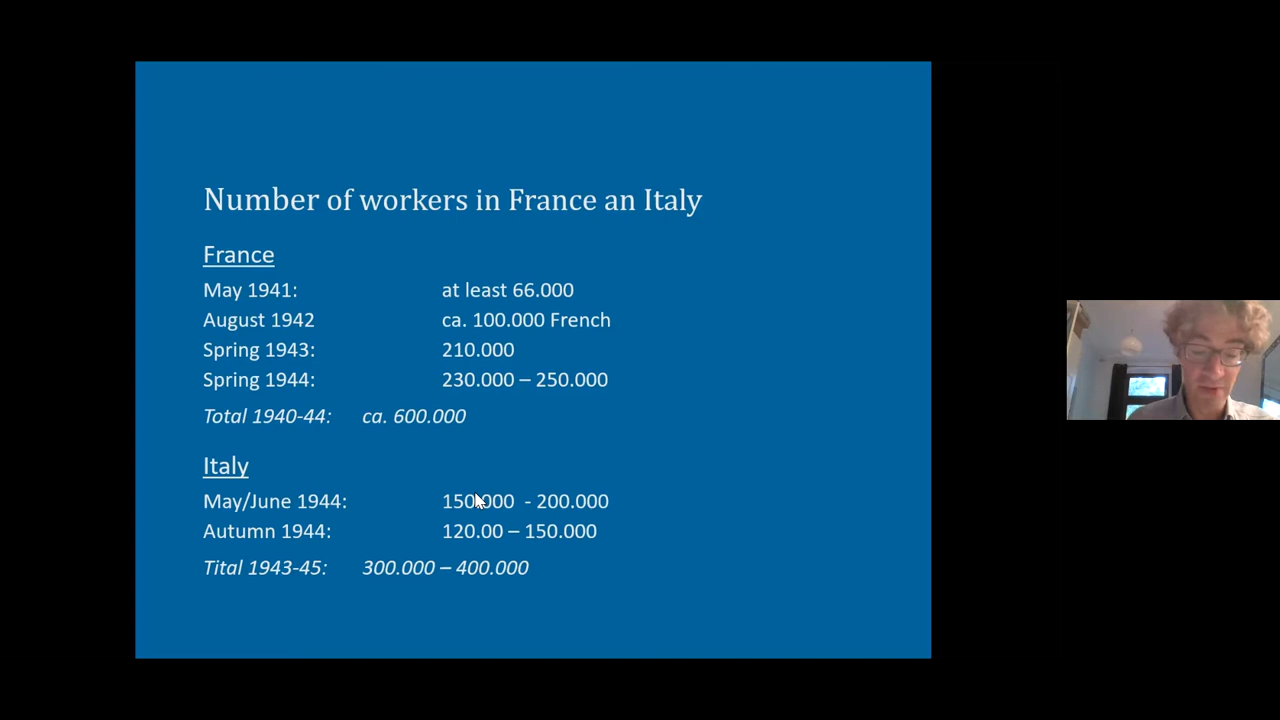 Number of workers in France an Italy
France
May 1941: at least 66.000
August 1942 ca. 100.000 French
Spring 1943: 210.000
Spring 1944: 230.000 – 250.000
Total 1940-44: ca. 600.000
Italy
May/June 1944: 150.000 - 200.000
Autumn 1944: 120.00 – 150.000
Tital 1943-45: 300.000 – 400.000